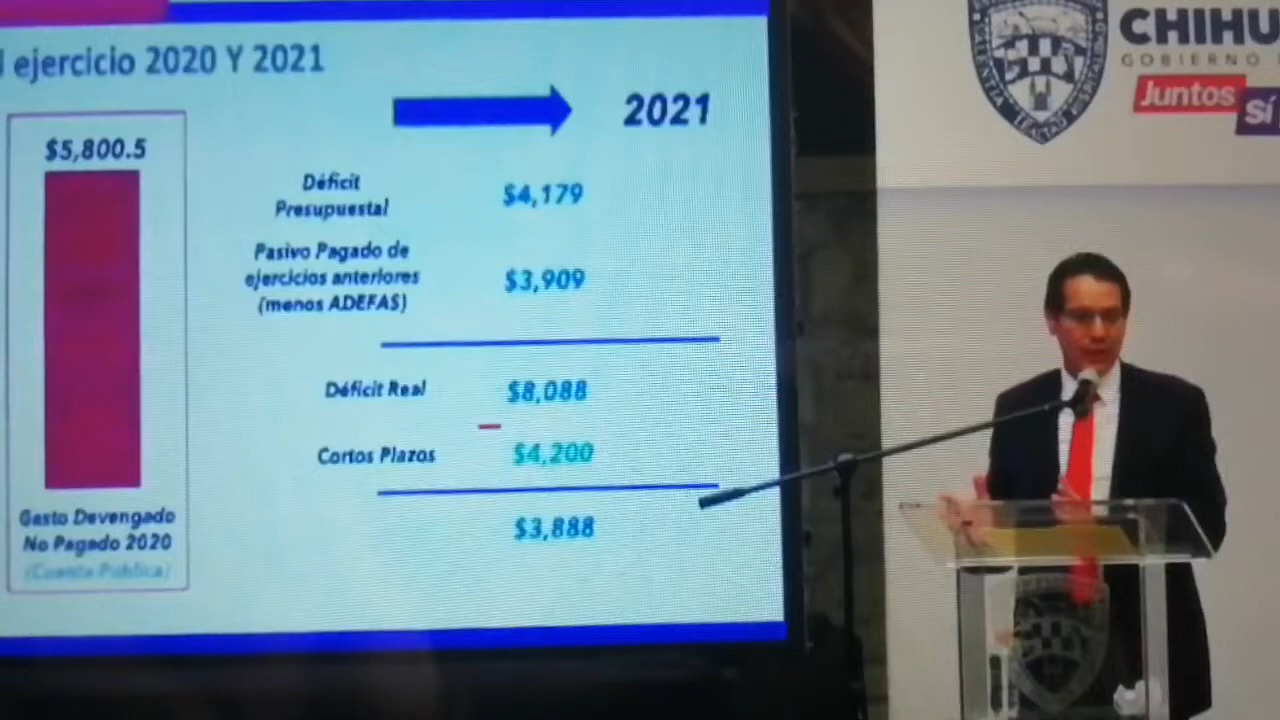 ejercicio 2020 Y 2021
$5,800.5
Gasto Devengado
No Pagado 2020
(Cuenta Pública)
2021
Déficit
Presupuestal
$4,179
Pasivo Pagado de
ejercicios anteriores
(menos ADEFAS)
$3,909
Déficit Real
$8,088
Cortos Plazos
$4,200
$3,888
CHIHU
GOBIERNO
Juntos
Sí